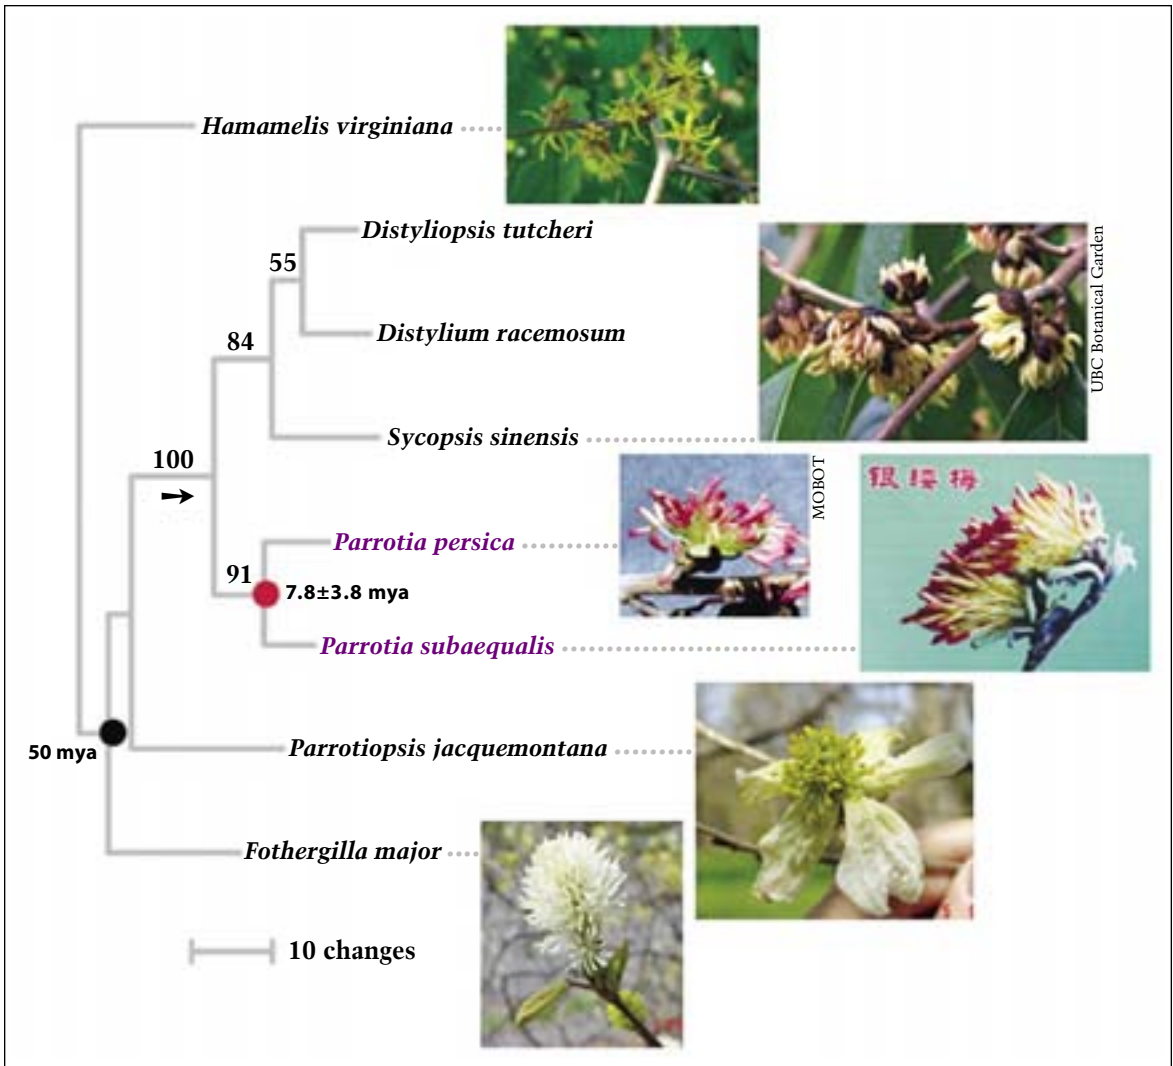 Hamamelis virginiana
Distyliopsis tutcheri
55
UBC Botanical Garden
Distylium racemosum
84
Sycopsis sinensis
100
MOBOT
银缕梅
Parrotia persica
91
7.8±3.8 mya
Parrotia subaequalis
50 mya
Parrotiopsis jacquemontana
Fothergilla major
10 changes